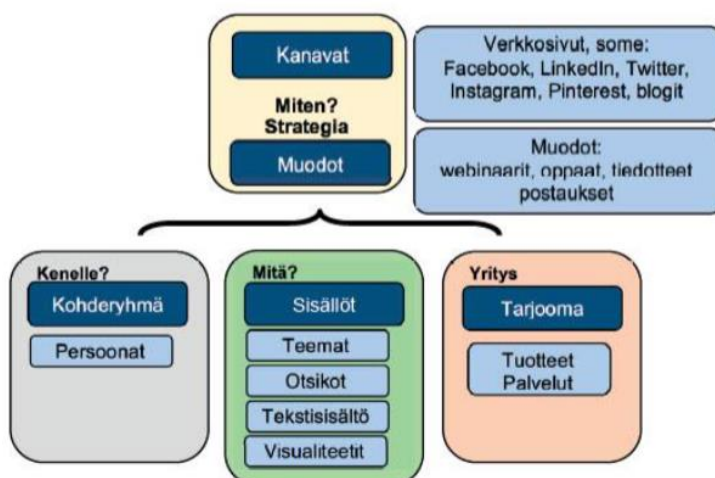 Kanavat
Miten?
Strategia
Muodot
Verkkosivut, some:
Facebook, LinkedIn, Twitter,
Instagram, Pinterest, blogit
Muodot:
webinaarit, oppaat, tiedotteet
postaukset
Kenelle?
Kohderyhmä
Persoonat
Mitä?
Sisällöt
Teemat
Otsikot
Tekstisisältö
Visualiteetit
Yritys
Tarjooma
Tuotteet
Palvelut